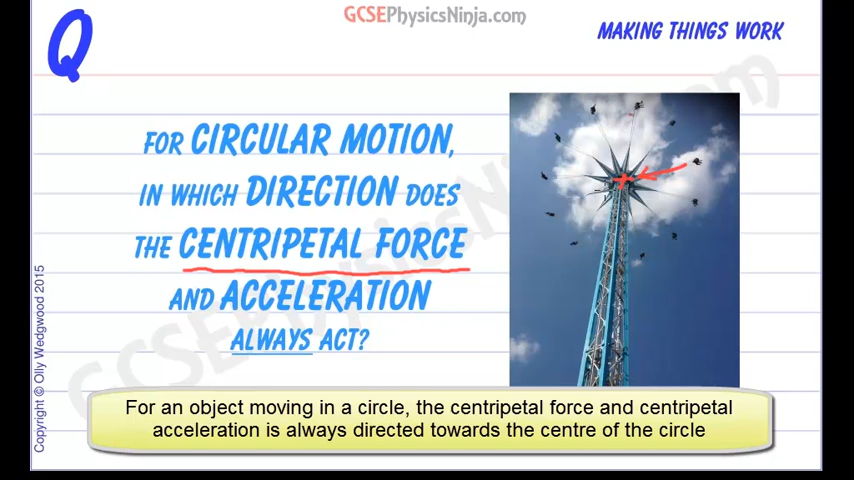 GCSEPhysicsNinja.com
Q
MAKING THINGS WORK
FOR CIRCULAR MOTION,
IN WHICH DIRECTION DOES
THE CENTRIPETAL FORCE
AND ACCELERATION
ALWAYS ACT?
For an object moving in a circle, the centripetal force and centripetal
acceleration is always directed towards the centre of the circle
Copyright © Olly Wedgwood 2015
GCSEPhysicsNinja.com